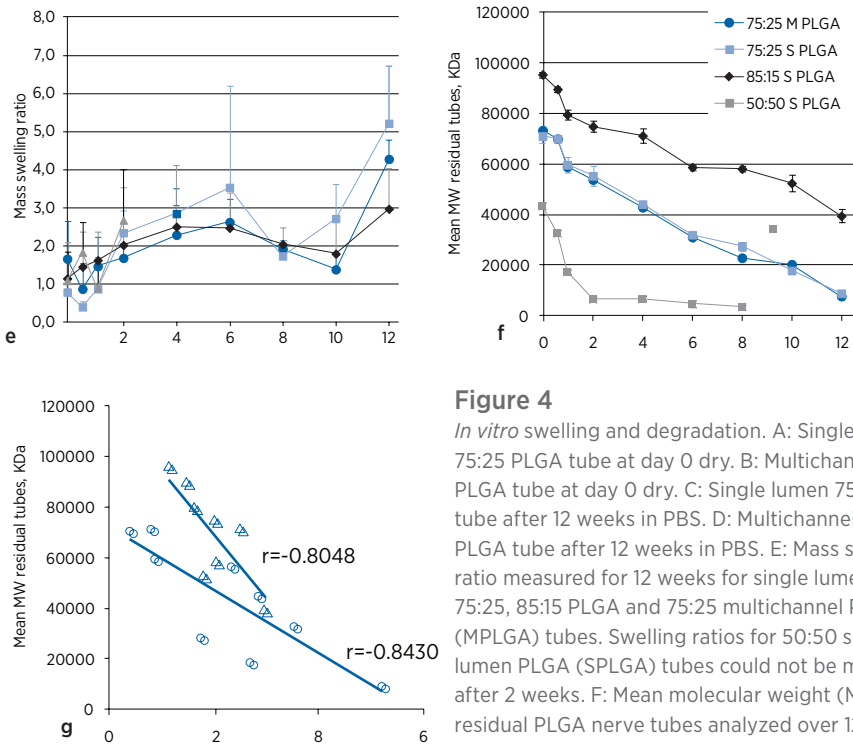 8,0
7,0
6,0
5,0
4,0
3,0
2,0
1,0
0,0
Mass swelling ratio
2 4 6 8 10 12
e
120000
100000
80000
60000
40000
20000
0
Mean MW residual tubes, KDa
75:25 M PLGA
75:25 S PLGA
85:15 S PLGA
50:50 S PLGA
0 2 4 6 8 10 12
f
120000
100000
80000
60000
40000
20000
0
Mean MW residual tubes, KDa
r=-0.8048
r=-0.8430
0 2 8 6
g
Figure 4
In vitro swelling and degradation. A: Single
75:25 PLGA tube at day 0 dry. B: Multichan
PLGA tube at day 0 dry. C: Single lumen 75
tube after 12 weeks in PBS. D: Multichannel
PLGA tube after 12 weeks in PBS. E: Mass s
ratio measured for 12 weeks for single lume
75:25, 85:15 PLGA and 75:25 multichannel P
(MPLGA) tubes. Swelling ratios for 50:50 s
lumen PLGA (SPLGA) tubes could not be m
after 2 weeks. F: Mean molecular weight (M
residual PLGA nerve tubes analyzed over 12